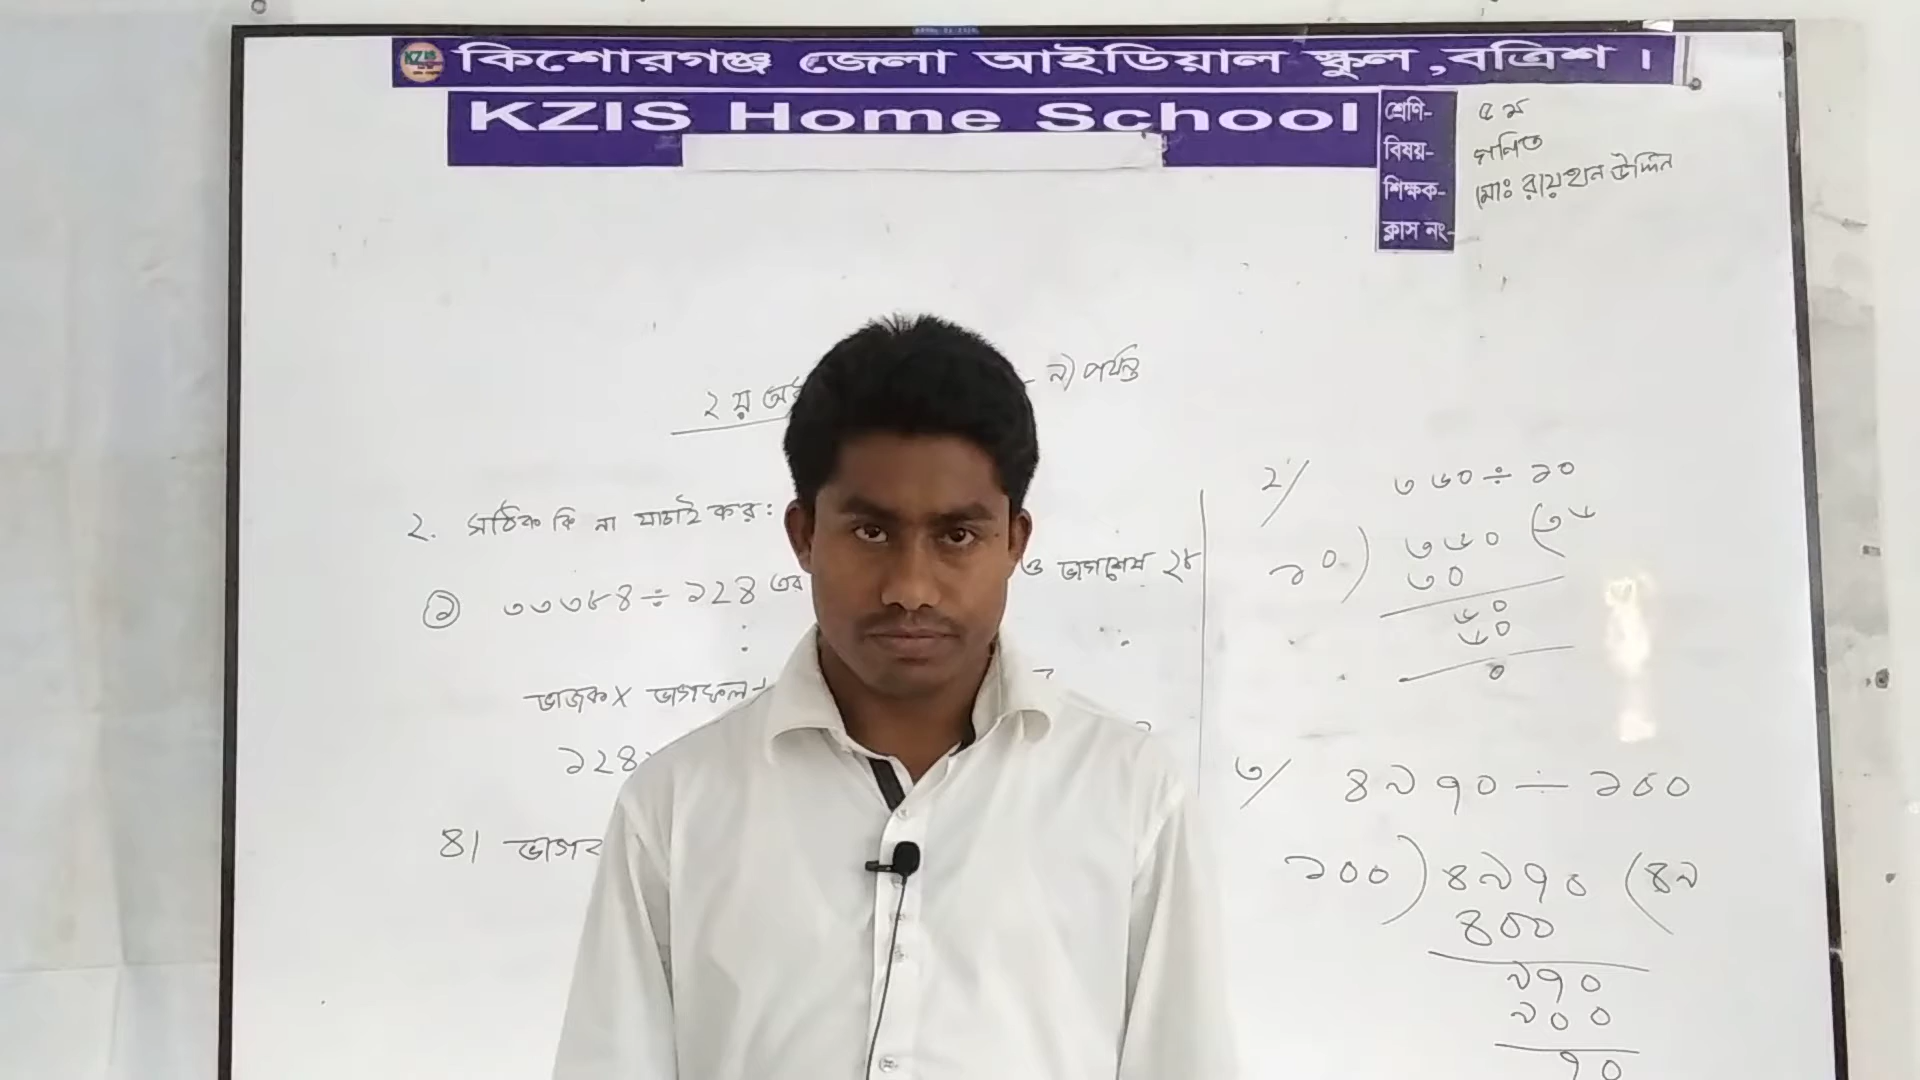 কিশোরগঞ্জ জেলা আইডিয়াল স্কুল,বত্রিশ।
KZIS Home School
শ্রেণি- ৫ম
বিষয়- গনিত
শিক্ষক- মোঃ রায়হান উদ্দিন
ক্লাস নং-
২য় পর্যন্ত
২. সঠিক কি না যাচাই কর:
১ ৩৩৩৮৪ ÷ ১২৪ এর ও ভাগশেষ ২৮
ভাজক X ভাগফল +
১২৪
৪।
২/ ৩৬০ ÷ ১০
১০) ৩৬০ (৩৬
৩০
৬০
৬০
০
৩/ ৪৯৭০ ÷ ১০০
১০০) ৪৯৭০ (৪৯
৪০০
৯৭০
৯০০
৭০